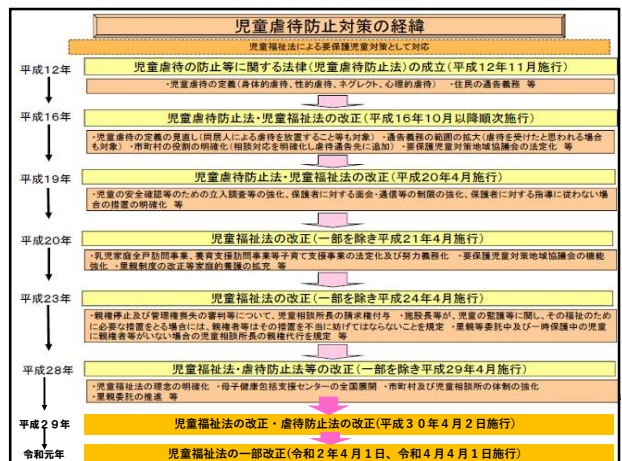 児童虐待防止対策の経緯
児童福祉法による要保護児童対策として対応
平成12年
児童虐待の防止等に関する法律(児童虐待防止法)の成立(平成12年11月施行)
・児童虐待の定義(身体的虐待、性的虐待、ネグレクト、心理的虐待) ・住民の通告義務 等
平成16年
児童虐待防止法・児童福祉法の改正(平成16年10月以降順次施行)
・児童虐待の定義の見直し(同居人による虐待を放置すること等も対象) ・通告義務の範囲の拡大(虐待を受けたと思われる場合
も対象)・市町村の役割の明確化(相談対応を明確化し虐待通告先に追加)・要保護児童対策地域協議会の法定化 等
平成19年
児童虐待防止法・児童福祉法の改正(平成20年4月施行)
・児童の安全確認等のための立入調査等の強化、保護者に対する面会・通信等の制限の強化、保護者に対する指導に従わない場
合の措置の明確化 等
平成20年
児童福祉法の改正(一部を除き平成21年4月施行)
・乳児家庭全戸訪問事業、養育支援訪問事業等子育て支援事業の法定化及び努力義務化 ・要保護児童対策地域協議会の機能
強化 ・里親制度の改正等家庭的養護の拡充 等
平成23年
児童福祉法の改正(一部を除き平成24年4月施行)
・親権停止及び管理権喪失の審判等について、児童相談所長の請求権付与 ・施設長等が、児童の監護等に関し、その福祉のため
に必要な措置をとる場合には、親権者等はその措置を不当に妨げてはならないことを規定 ・里親等委託中及び一時保護中の児童
に親権者等がいない場合の児童相談所長の親権代行を規定 等
平成28年
児童福祉法・児童虐待防止法等の改正(一部を除き平成29年4月施行)
・児童福祉法の理念の明確化 ・母子健康包括支援センターの全国展開 ・市町村及び児童相談所の体制の強化
・里親委託の推進 等
平成29年
児童福祉法の改正・虐待防止法の改正(平成30年4月2日施行)
令和元年
児童福祉法の一部改正(令和2年4月1日、令和4月4月1日施行)